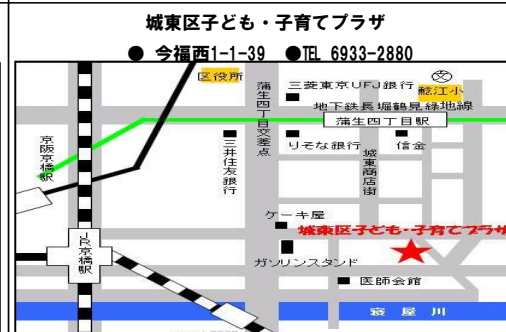 城東区子ども・子育てプラザ
● 今福西1-1-39 ●TEL 6933-2880
区役所
蒲生四丁目交差点
三菱東京UFJ銀行
文
鯰江小
地下鉄長堀鶴見緑地線
蒲生四丁目駅
京阪京橋駅
三井住友銀行
りそな銀行
城東商店街
信金
ケーキ屋
城東区子ども・子育てプラザ
JR京橋駅
ガソリンスタンド
医師会館
寝屋川